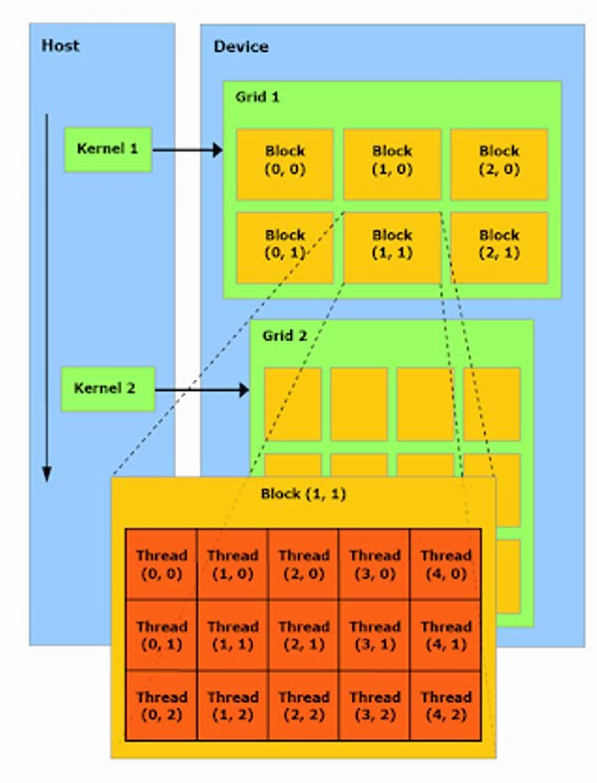 Host
Device
Grid 1
Kernel 1
Block
(0, 0)
Block
(1, 0)
Block
(2, 0)
Block
(0, 1)
Block
(1, 1)
Block
(2, 1)
Grid 2
Kernel 2
Block (1, 1)
Thread
(0, 0)
Thread
(1, 0)
Thread
(2, 0)
Thread
(3, 0)
Thread
(4, 0)
Thread
(0, 1)
Thread
(1, 1)
Thread
(2, 1)
Thread
(3, 1)
Thread
(4, 1)
Thread
(0, 2)
Thread
(1, 2)
Thread
(2, 2)
Thread
(3, 2)
Thread
(4, 2)